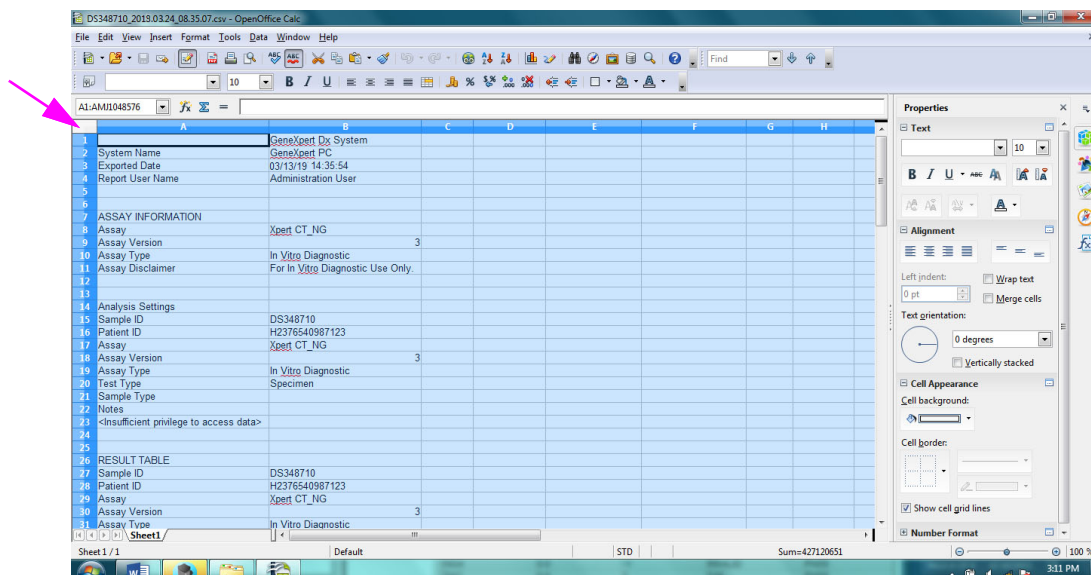 DS348710_2019.03.24_08.35.07.csv - OpenOffice Calc
File Edit View Insert Format Tools Data Window Help
Find
10
A1:AMJ1048576
A B C D E F G H
1 GeneXpert Dx System
2 System Name GeneXpert PC
3 Exported Date 03/13/19 14:35:54
4 Report User Name Administration User
5
6
7 ASSAY INFORMATION
8 Assay Xpert CT_NG
9 Assay Version 3
10 Assay Type In Vitro Diagnostic
11 Assay Disclaimer For In Vitro Diagnostic Use Only.
12
13
14 Analysis Settings
15 Sample ID DS348710
16 Patient ID H2376540987123
17 Assay Xpert CT_NG
18 Assay Version 3
19 Assay Type In Vitro Diagnostic
20 Test Type Specimen
21 Sample Type
22 Notes
23 <Insufficient privilege to access data>
24
25
26 RESULT TABLE
27 Sample ID DS348710
28 Patient ID H2376540987123
29 Assay Xpert CT_NG
30 Assay Version 3
31 Assay Type In Vitro Diagnostic
Sheet1
Sheet 1 / 1 Default STD Sum=427120651 100 %
Properties
Text
10
Alignment
Left indent:
Wrap text
0 pt
Merge cells
Text orientation:
0 degrees
Vertically stacked
Cell Appearance
Cell background:
Cell border:
Show cell grid lines
Number Format
3:11 PM